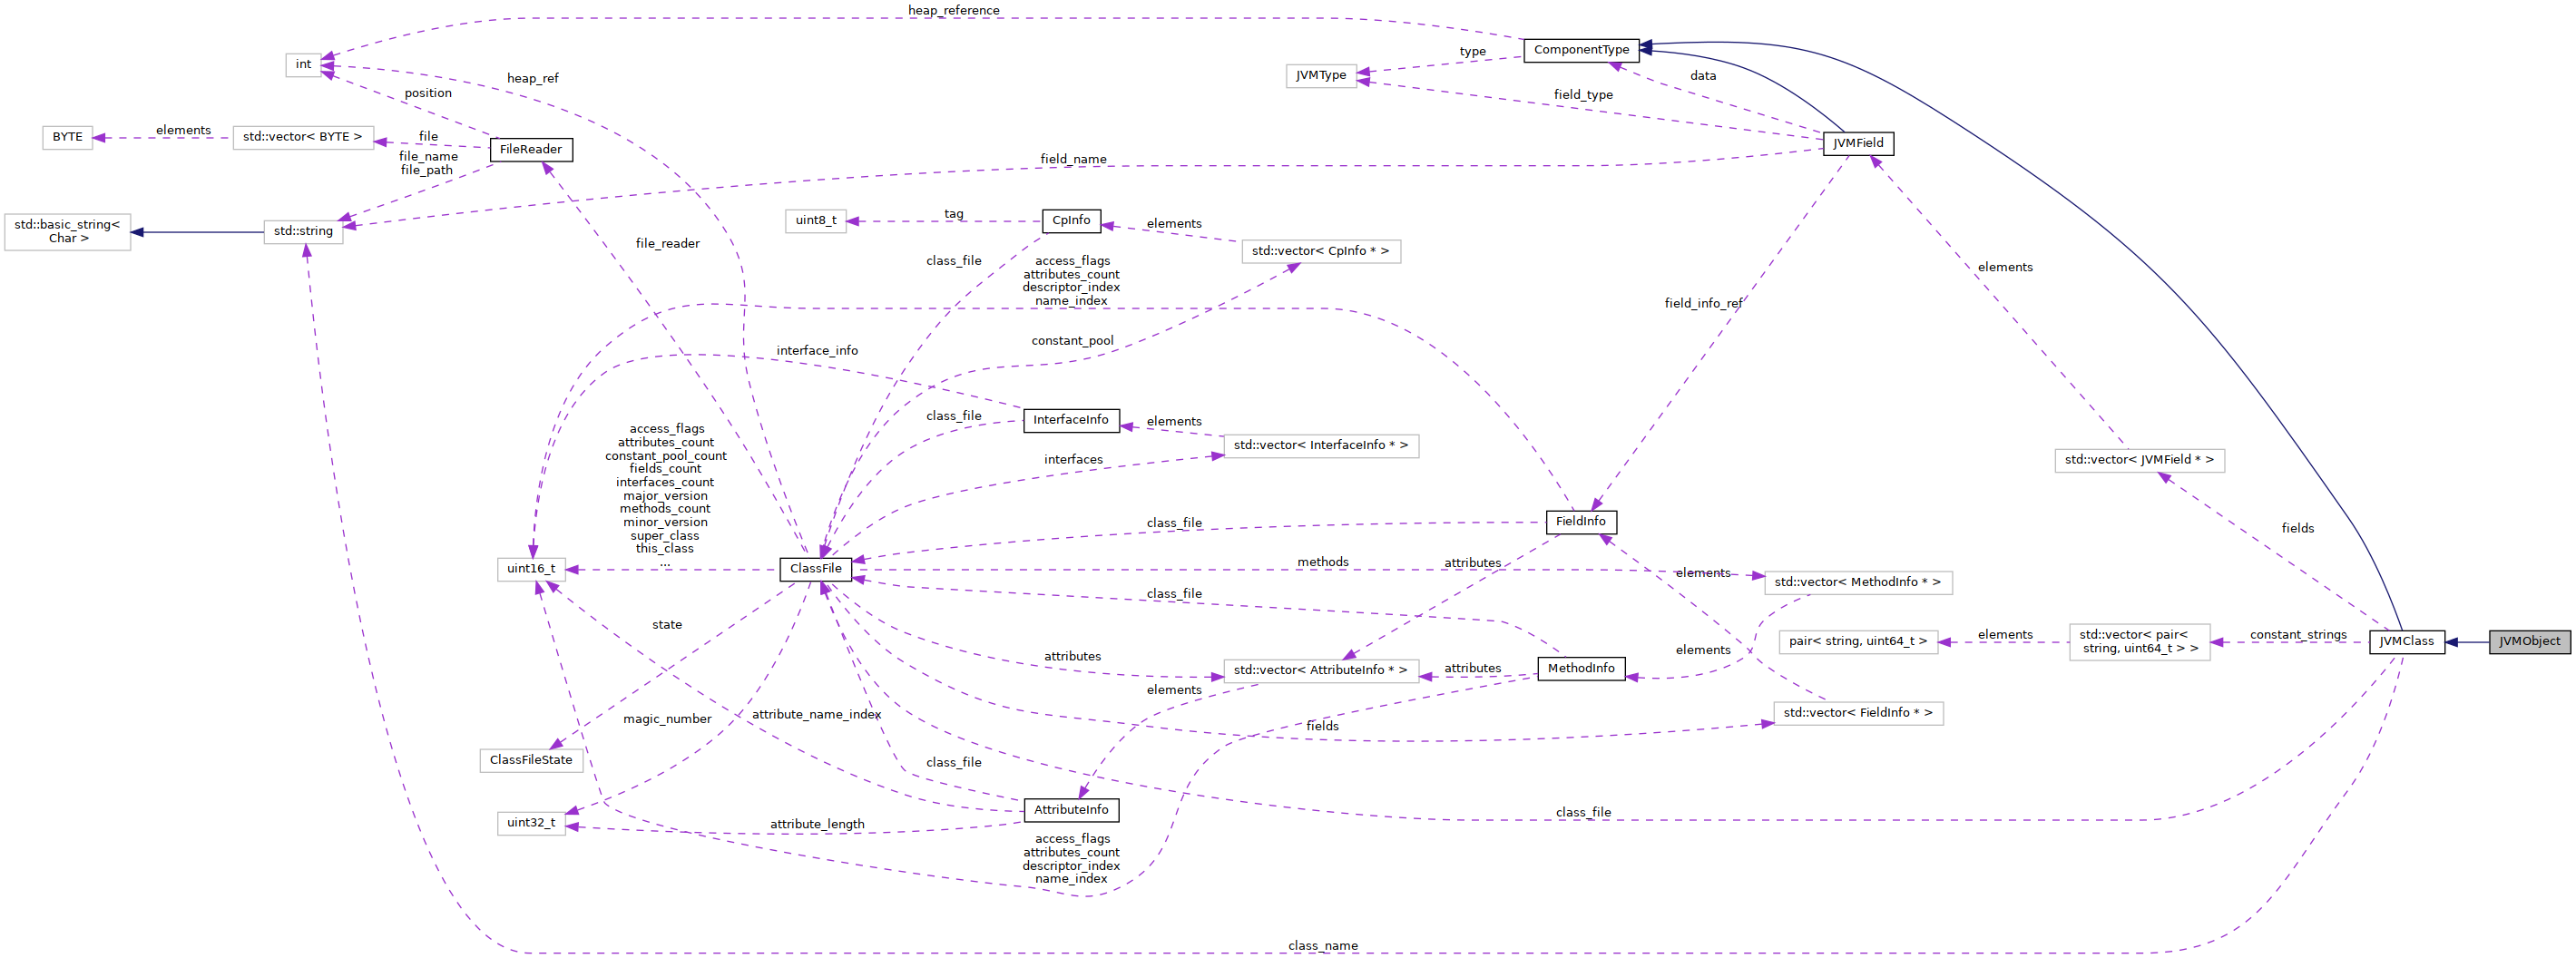 heap_reference
ComponentType
type
int
JVMType
heap_ref
data
position
field_type
BYTE
elements
std::vector< BYTE >
file
FileReader
JVMField
file_name
file_path
field_name
uint8_t
tag
CpInfo
elements
std::basic_string<
Char >
std::string
file_reader
std::vector< CpInfo * >
class_file
access_flags
attributes_count
descriptor_index
name_index
elements
field_info_ref
constant_pool
interface_info
class_file
InterfaceInfo
elements
access_flags
attributes_count
constant_pool_count
fields_count
interfaces_count
major_version
methods_count
minor_version
super_class
this_class
...
std::vector< InterfaceInfo * >
interfaces
std::vector< JVMField * >
class_file
FieldInfo
fields
uint16_t
ClassFile
methods
attributes
elements
std::vector< MethodInfo * >
class_file
state
pair< string, uint64_t >
elements
std::vector< pair<
string, uint64_t > >
constant_strings
JVMClass
JVMObject
attributes
elements
std::vector< AttributeInfo * >
attributes
MethodInfo
elements
magic_number
attribute_name_index
fields
std::vector< FieldInfo * >
ClassFileState
class_file
AttributeInfo
class_file
uint32_t
attribute_length
access_flags
attributes_count
descriptor_index
name_index
class_name